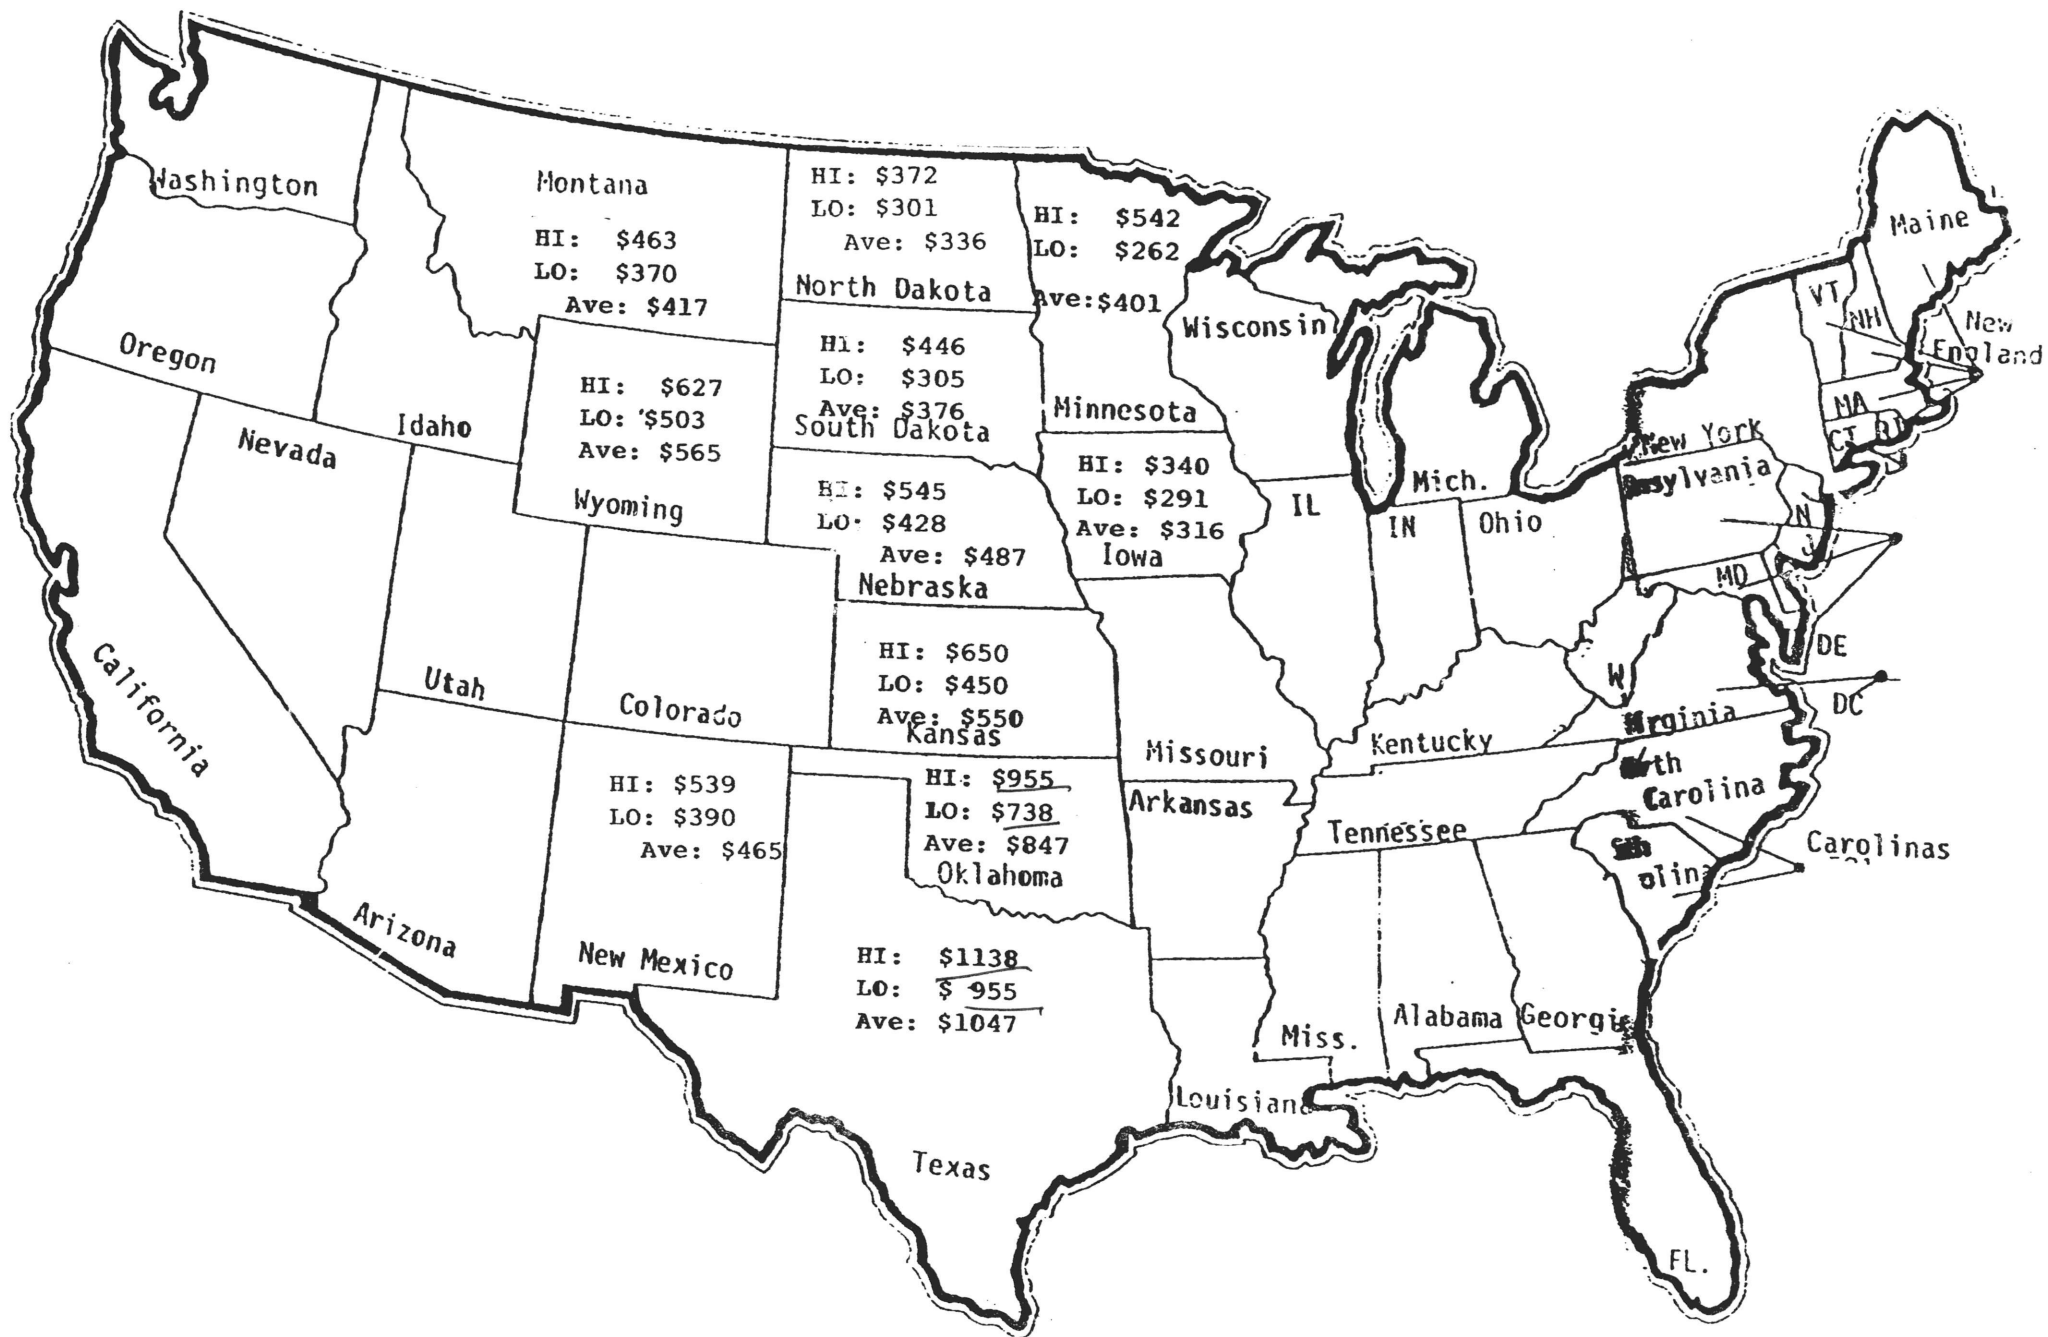 Washington
Oregon
California
Nevada
Idaho
Montana
HI: $463
LO: $370
Ave: $417
HI: $627
LO: $503
Ave: $565
Wyoming
Utah
Colorado
Arizona
HI: $539
LO: $390
Ave: $465
New Mexico
HI: $372
LO: $301
Ave: $336
North Dakota
HI: $446
LO: $305
Ave: $376
South Dakota
HI: $545
LO: $428
Ave: $487
Nebraska
HI: $650
LO: $450
Ave: $550
Kansas
HI: $955
LO: $738
Ave: $847
Oklahoma
HI: $1138
LO: $ 955
Ave: $1047
Texas
HI: $542
LO: $262
Ave:$401
Minnesota
HI: $340
LO: $291
Ave: $316
Iowa
Missouri
Arkansas
Louisiana
Wisconsin
IL
Mich.
IN
Ohio
Kentucky
Tennessee
Miss.
Alabama
Georgia
FL.
Maine
VT
NH
New
England
MA
CT RI
New York
N
J
MD
DE
DC
W
Virginia
Carolina
Carolinas